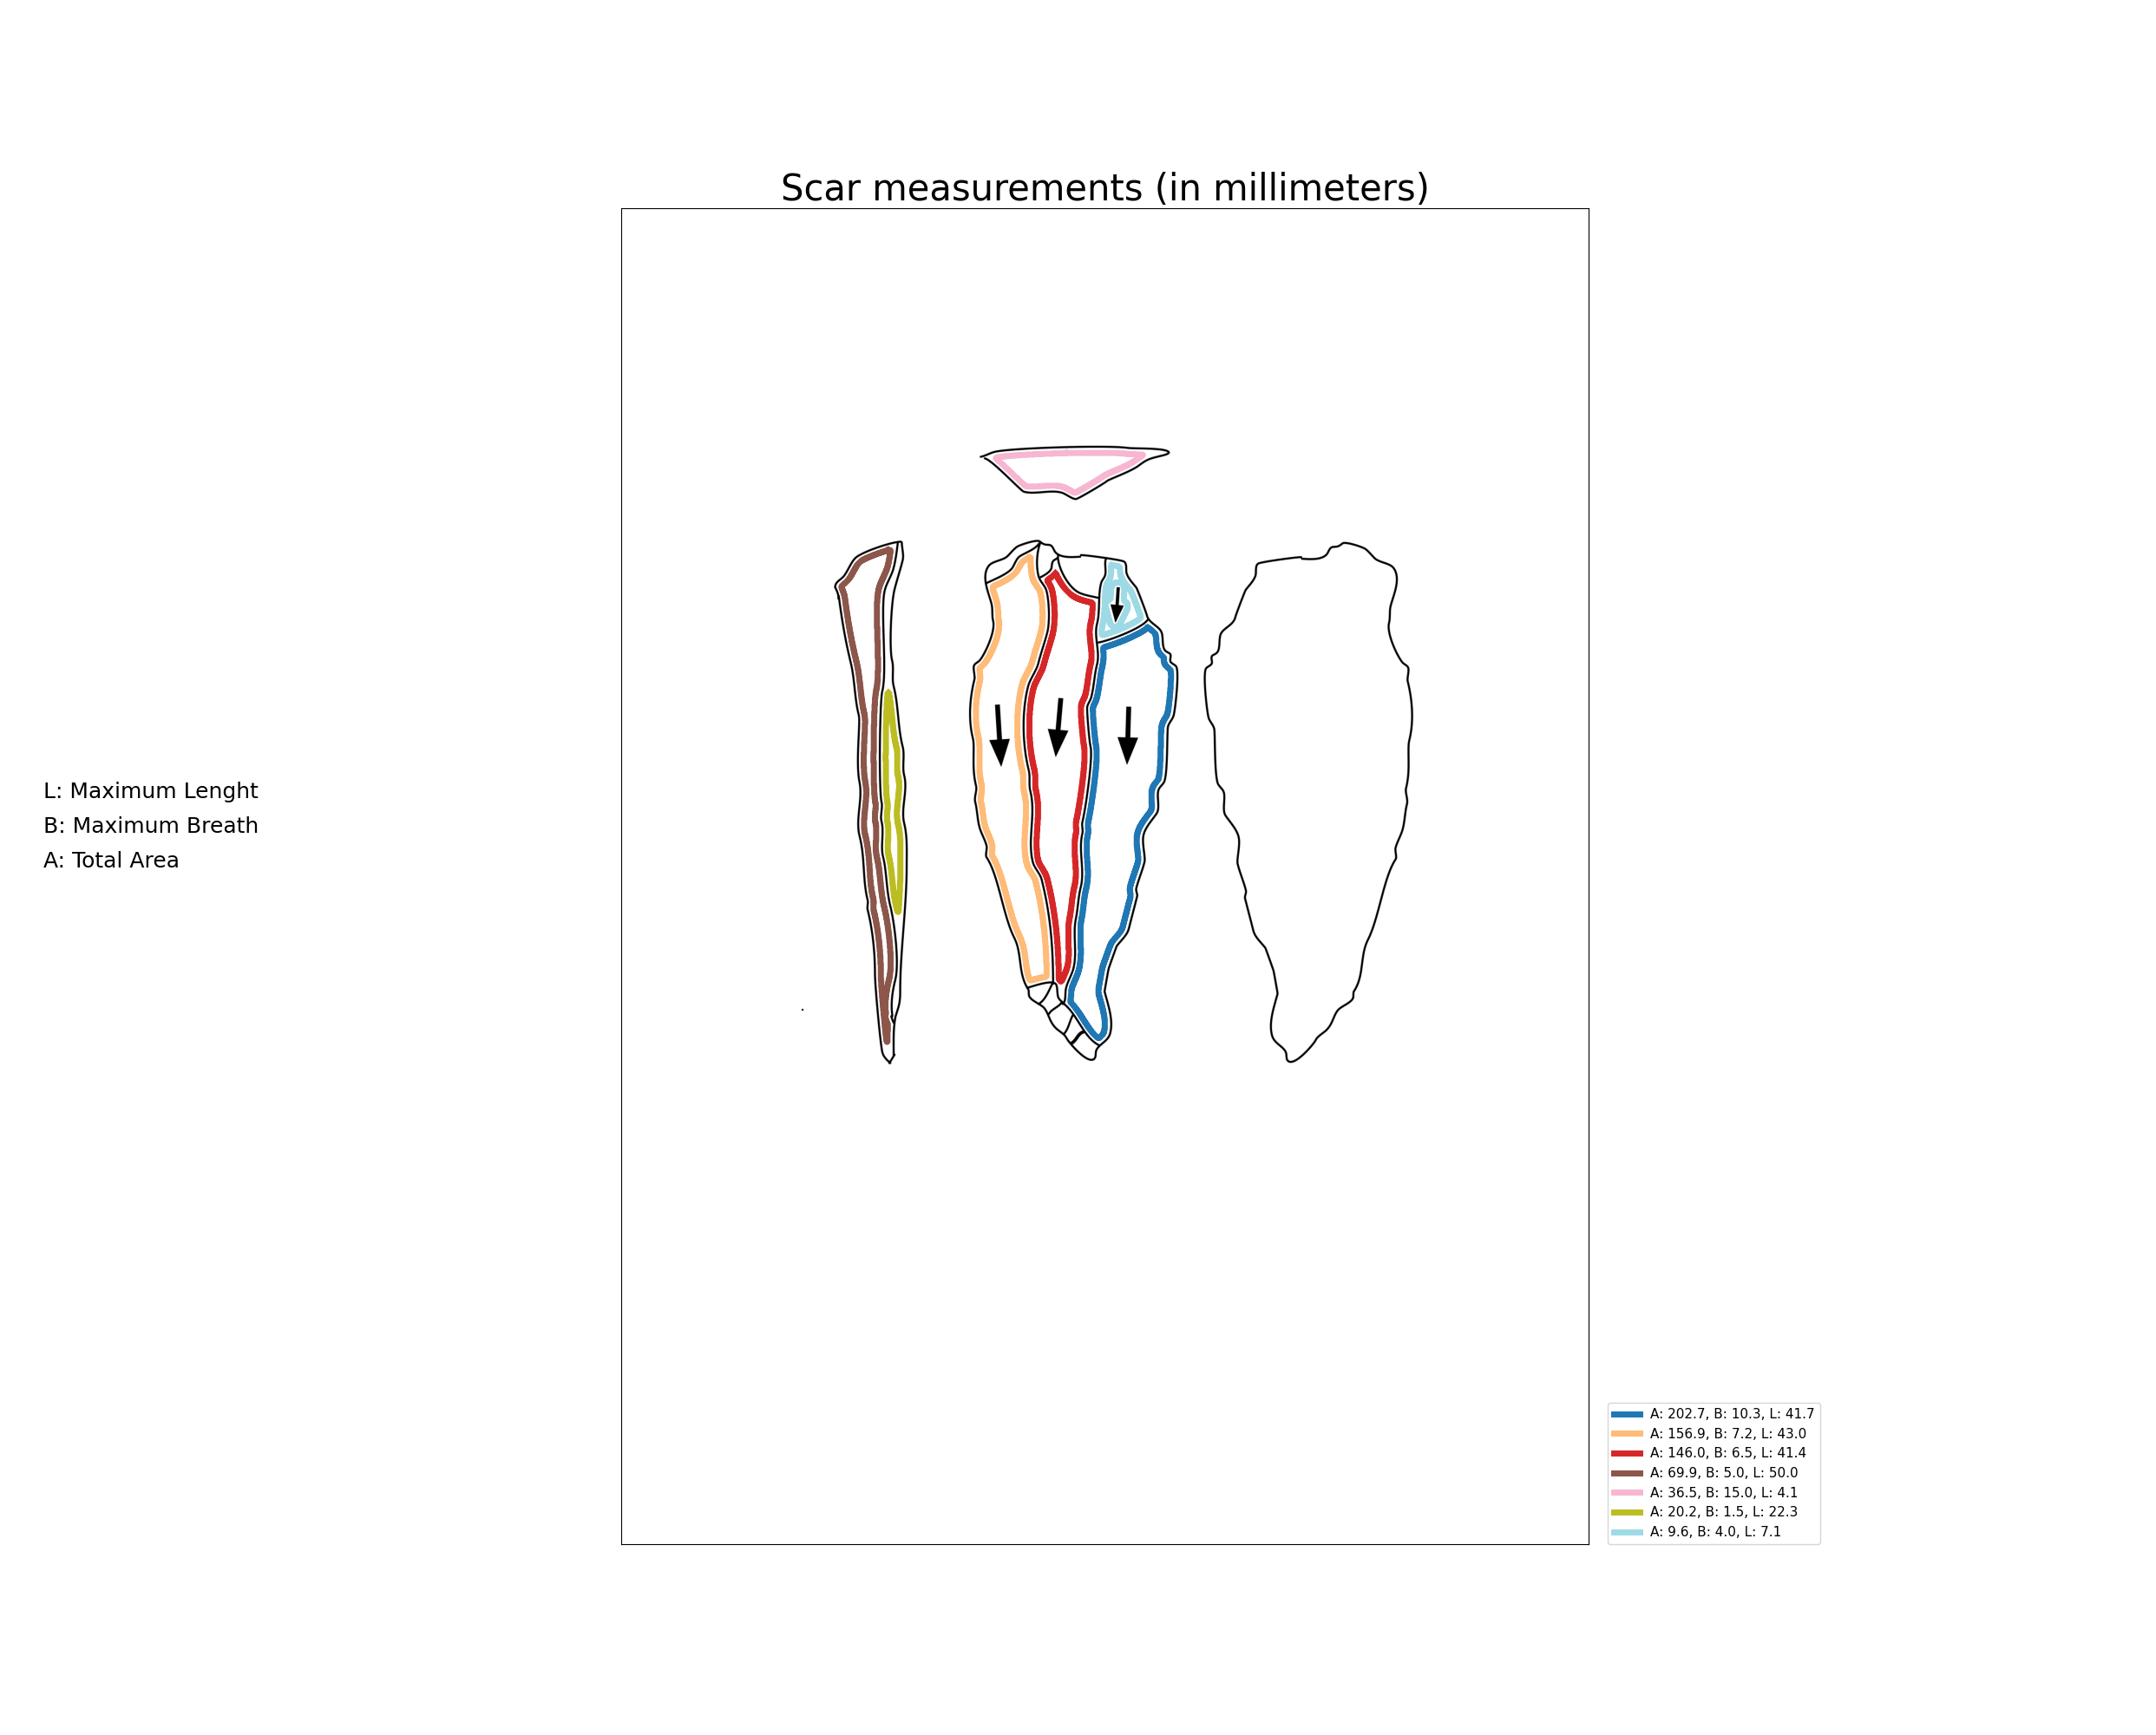 Scar measurements (in millimeters)
L: Maximum Lenght
B: Maximum Breath
A: Total Area
A: 202.7, B: 10.3, L: 41.7
A: 156.9, B: 7.2, L: 43.0
A: 146.0, B: 6.5, L: 41.4
A: 69.9, B: 5.0, L: 50.0
A: 36.5, B: 15.0, L: 4.1
A: 20.2, B: 1.5, L: 22.3
A: 9.6, B: 4.0, L: 7.1